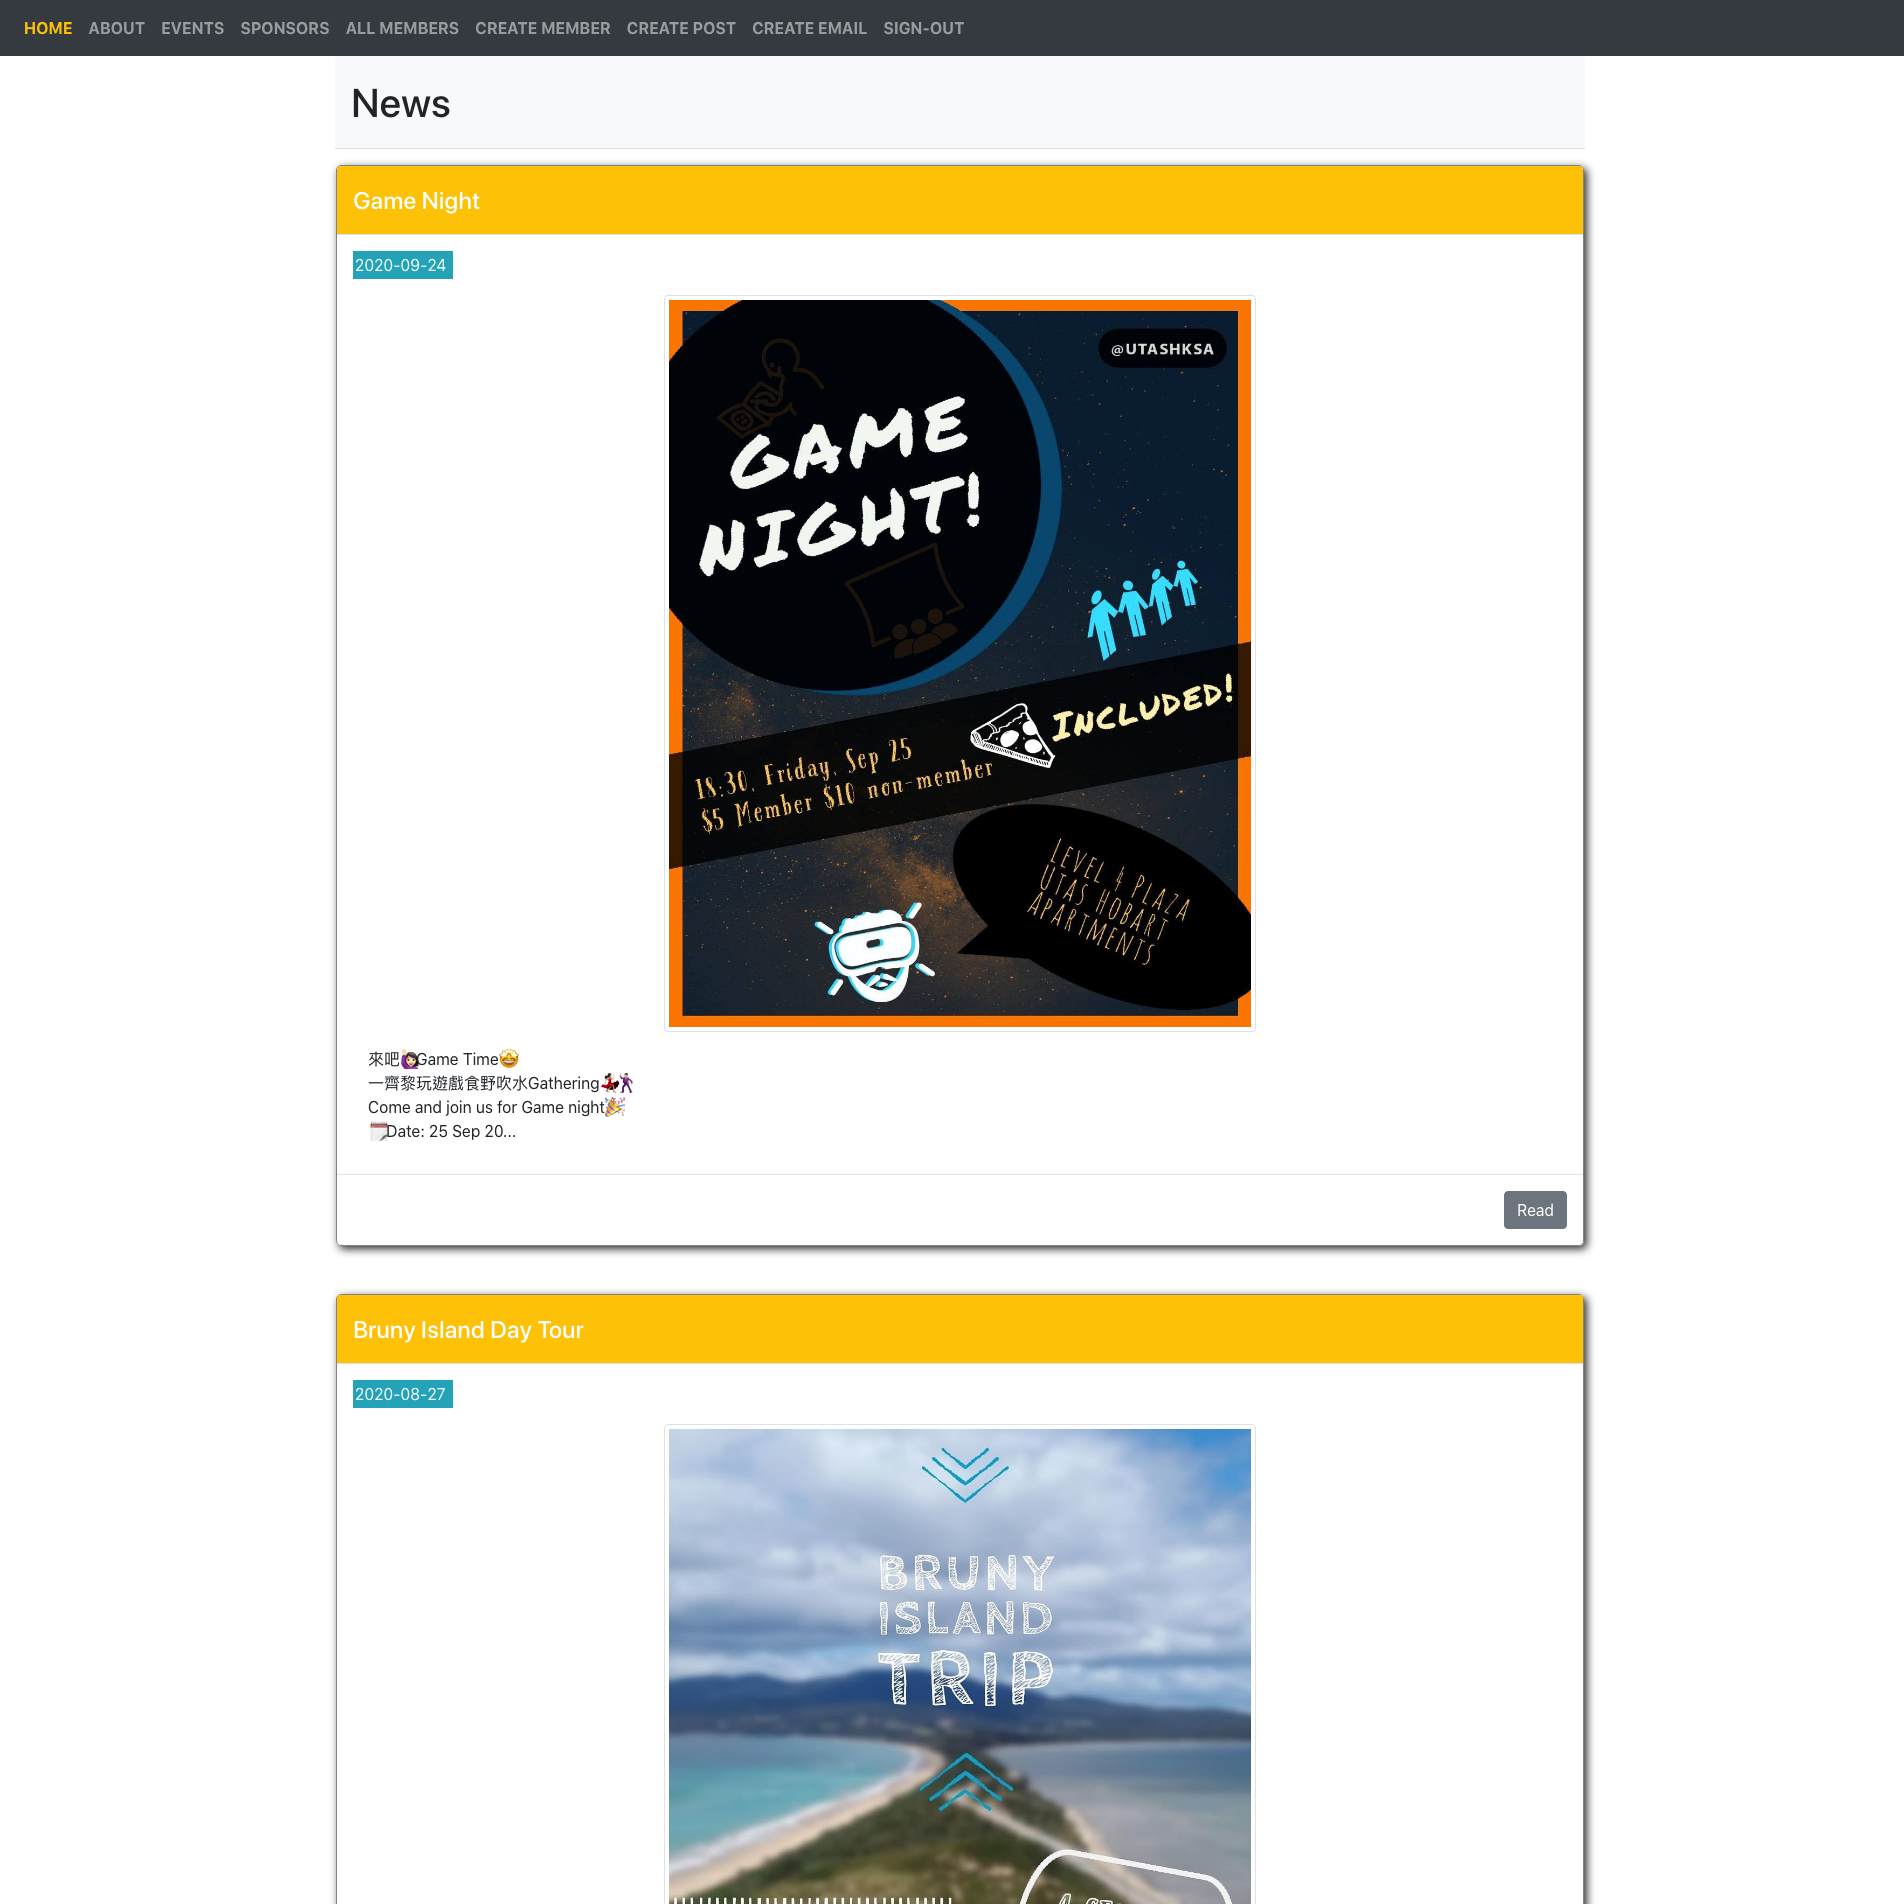 HOME ABOUT EVENTS SPONSORS ALL MEMBERS CREATE MEMBER CREATE POST CREATE EMAIL SIGN-OUT
News
Game Night
2020-09-24
@UTASHKSA
GAME
NIGHT!
INCLUDED!
18:30, Friday, Sep 25
$5 Member $10 non-member
LEVEL 4 PLAZA
UTAS HOBART
APARTMENTS
來吧🙋🏻‍♀️Game Time🤩
一齊黎玩遊戲食野吹水Gathering💃🏻🕺🏻
Come and join us for Game night🎉
🗓Date: 25 Sep 20...
Read
Bruny Island Day Tour
2020-08-27
BRUNY
ISLAND
TRIP